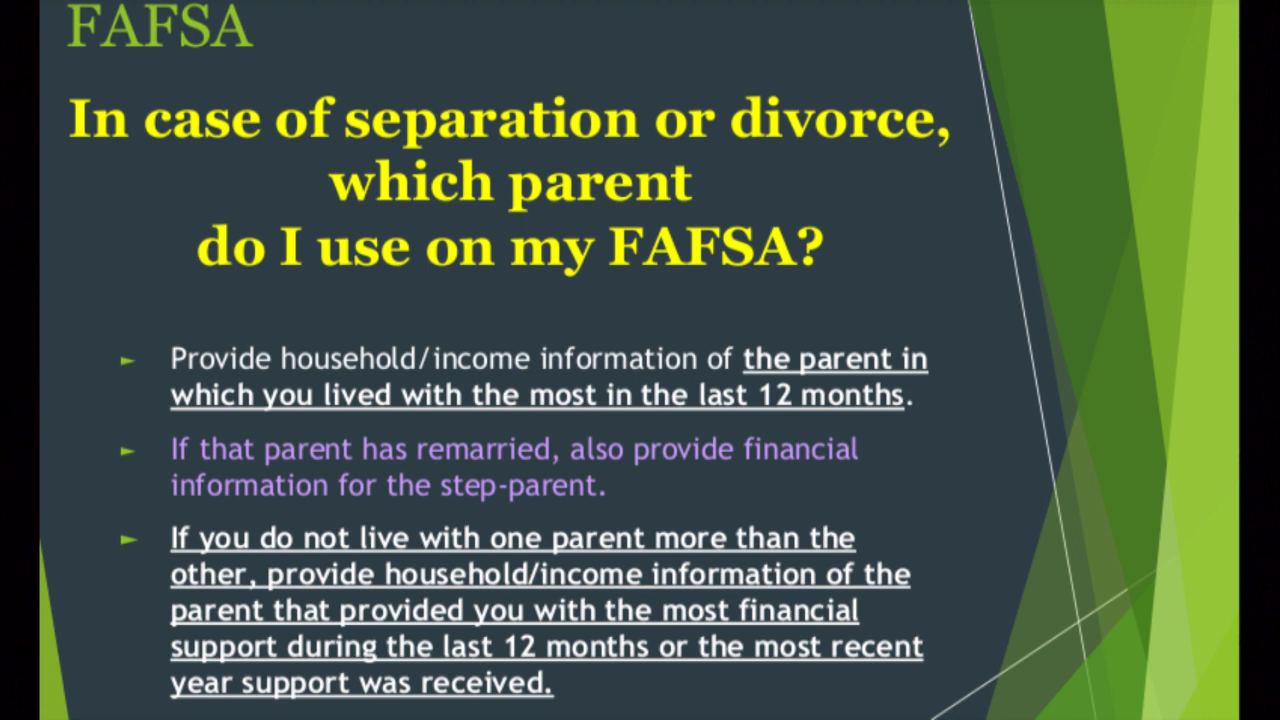 FAFSA
In case of separation or divorce,
which parent
do I use on my FAFSA?
Provide household/income information of the parent in
which you lived with the most in the last 12 months.
If that parent has remarried, also provide financial
information for the step-parent.
If you do not live with one parent more than the
other, provide household/income information of the
parent that provided you with the most financial
support during the last 12 months or the most recent
year support was received.